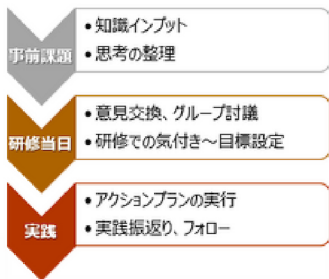 事前課題
•知識インプット
•思考の整理
研修当日
•意見交換、グループ討議
•研修での気付き～目標設定
実践
•アクションプランの実行
•実践振返り、フォロー